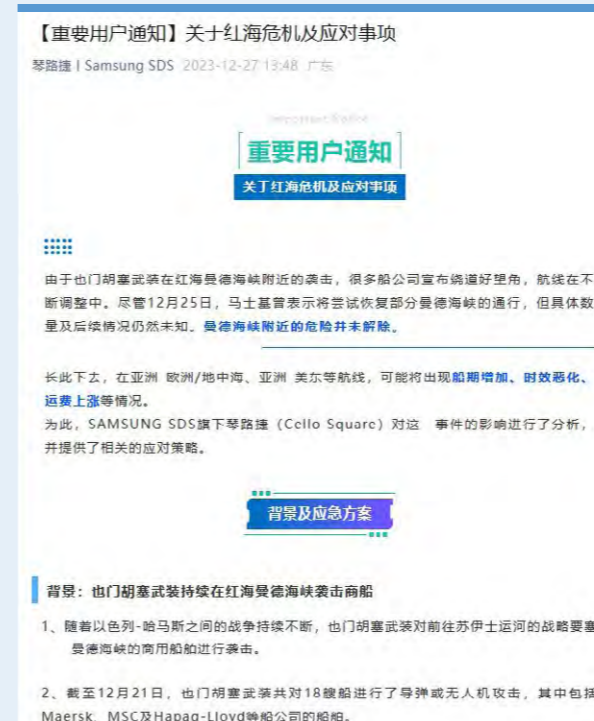 【重要用户通知】关于红海危机及应对事项
琴路捷 | Samsung SDS 2023-12-27 13:48 广东
Important Notice
重要用户通知
关于红海危机及应对事项
由于也门胡塞武装在红海曼德海峡附近的袭击，很多船公司宣布绕道好望角，航线在不
断调整中。尽管12月25日，马士基曾表示将尝试恢复部分曼德海峡的通行，但具体数
量及后续情况仍然未知。曼德海峡附近的危险并未解除。
长此下去，在亚洲 欧洲/地中海、亚洲 美东等航线，可能将出现船期增加、时效恶化、
运费上涨等情况。
为此，SAMSUNG SDS旗下琴路捷（Cello Square）对这 事件的影响进行了分析，
并提供了相关的应对策略。
背景及应急方案
背景：也门胡塞武装持续在红海曼德海峡袭击商船
1、随着以色列-哈马斯之间的战争持续不断，也门胡塞武装对前往苏伊士运河的战略要塞
曼德海峡的商用船舶进行袭击。
2、截至12月21日，也门胡塞武装共对18艘船进行了导弹或无人机攻击，其中包括
Maersk、MSC及Hapag-Lloyd等船公司的船舶。